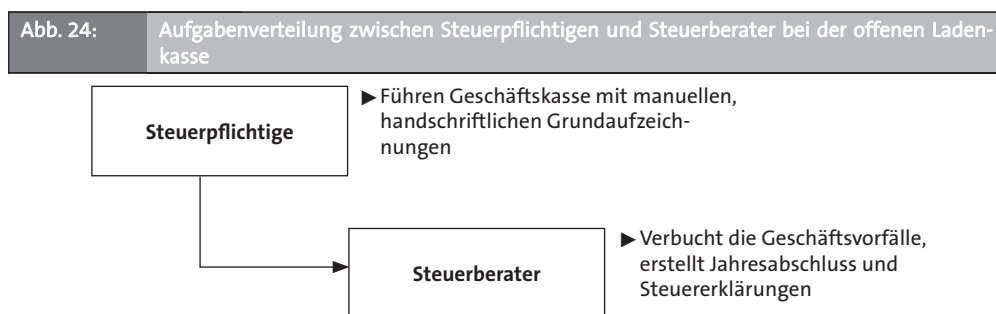 Abb. 24: Aufgabenverteilung zwischen Steuerpflichtigen und Steuerberater bei der offenen Laden-
kasse
Steuerpflichtige
▶ Führen Geschäftskasse mit manuellen,
handschriftlichen Grundaufzeich-
nungen
Steuerberater
▶ Verbucht die Geschäftsvorfälle,
erstellt Jahresabschluss und
Steuererklärungen